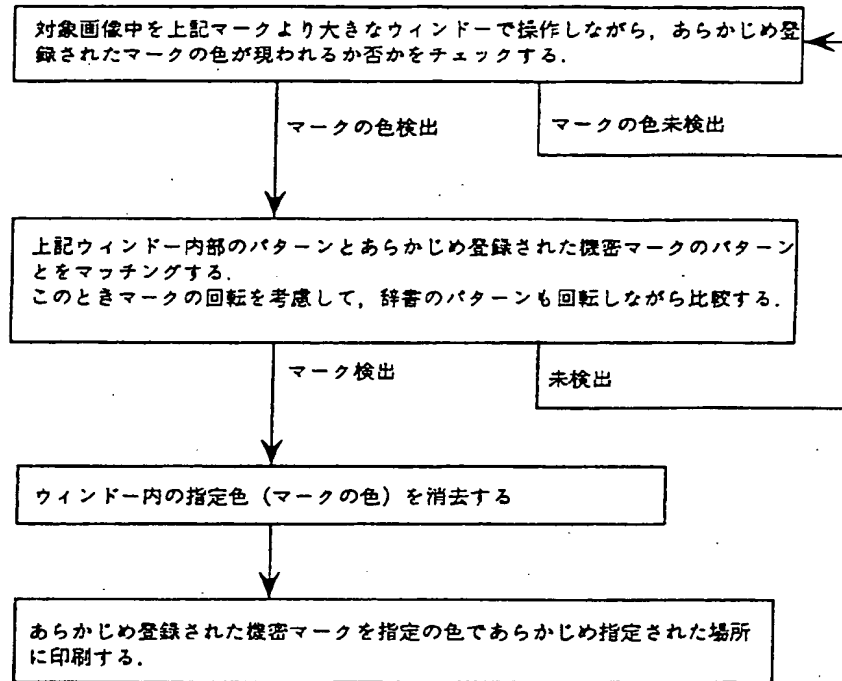 対象画像中を上記マークより大きなウィンドーで操作しながら，あらかじめ登
録されたマークの色が現われるか否かをチェックする．
マークの色検出
マークの色未検出
上記ウィンドー内部のパターンとあらかじめ登録された機密マークのパターン
とをマッチングする．
このときマークの回転を考慮して，辞書のパターンも回転しながら比較する．
マーク検出
未検出
ウィンドー内の指定色（マークの色）を消去する
あらかじめ登録された機密マークを指定の色であらかじめ指定された場所
に印刷する．